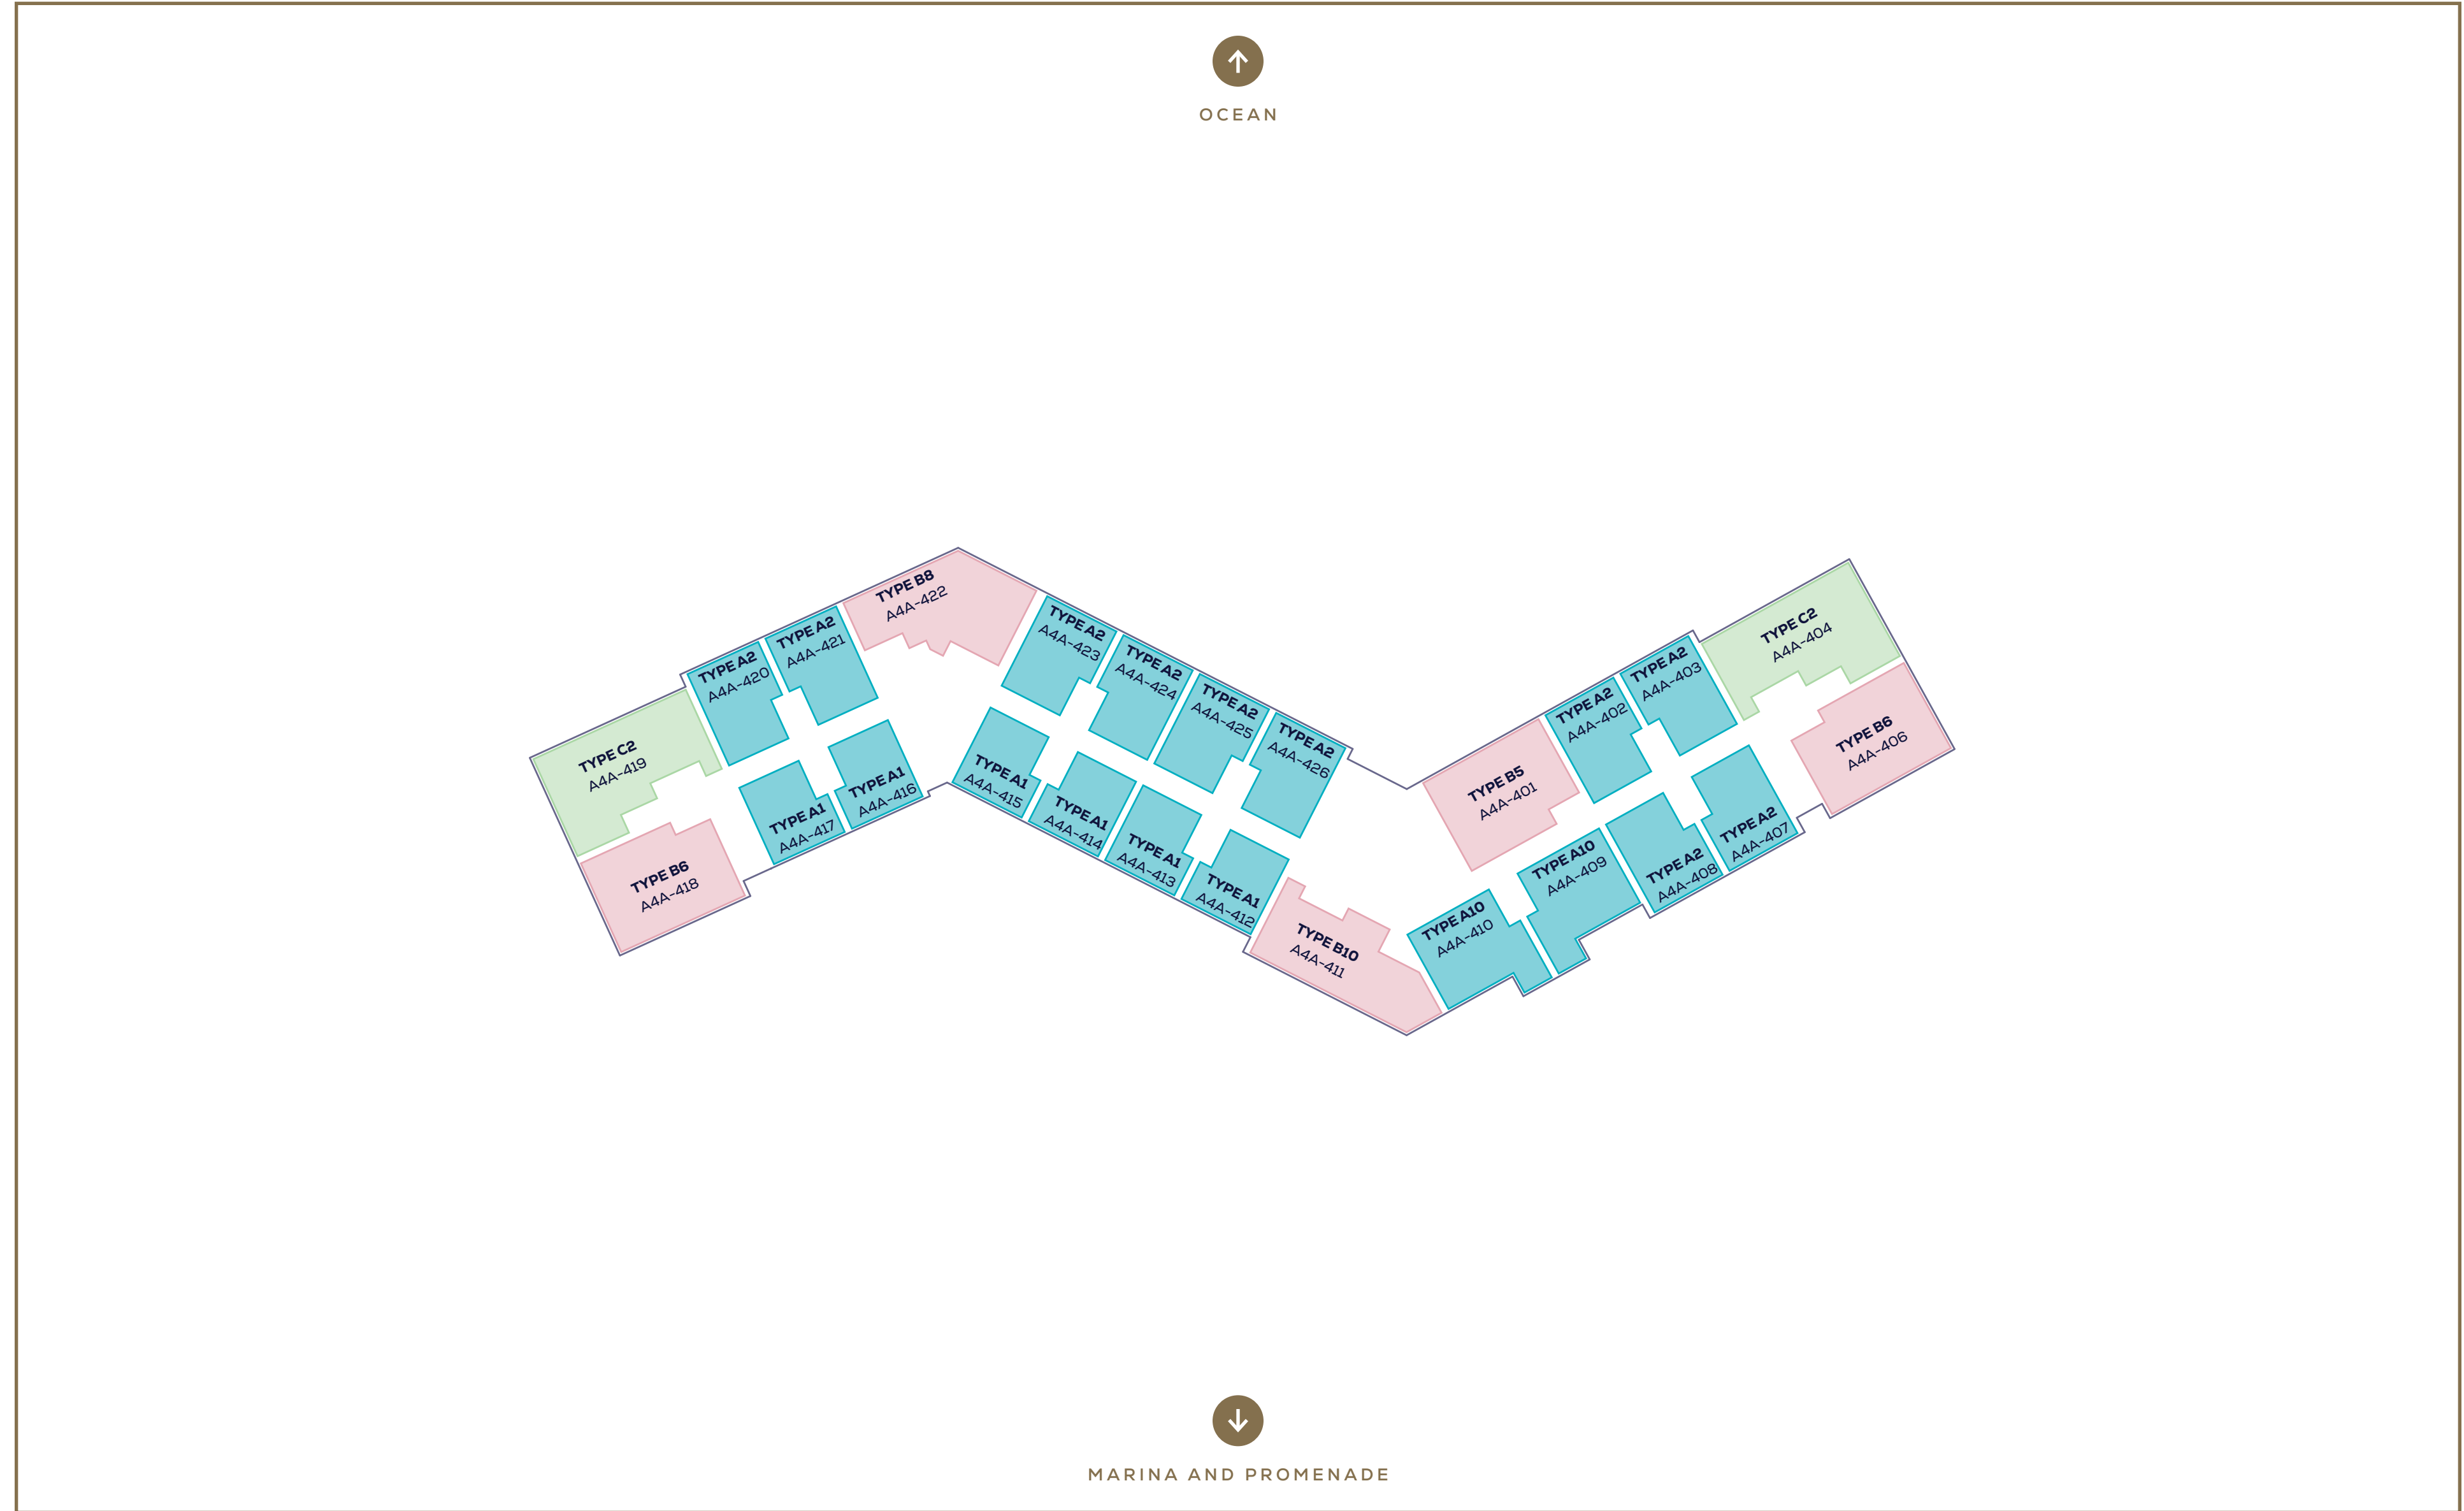 OCEAN
TYPE B8
A4A-422
TYPE A2
A4A-421
TYPE A2
A4A-420
TYPE C2
A4A-419
TYPE B6
A4A-418
TYPE A1
A4A-417
TYPE A1
A4A-416
TYPE A2
A4A-423
TYPE A2
A4A-424
TYPE A2
A4A-425
TYPE A2
A4A-426
TYPE A1
A4A-415
TYPE A1
A4A-414
TYPE A1
A4A-413
TYPE A1
A4A-412
TYPE B10
A4A-411
TYPE B5
A4A-401
TYPE A2
A4A-402
TYPE A2
A4A-403
TYPE C2
A4A-404
TYPE B6
A4A-406
TYPE A2
A4A-407
TYPE A2
A4A-408
TYPE A10
A4A-409
TYPE A10
A4A-410
MARINA AND PROMENADE